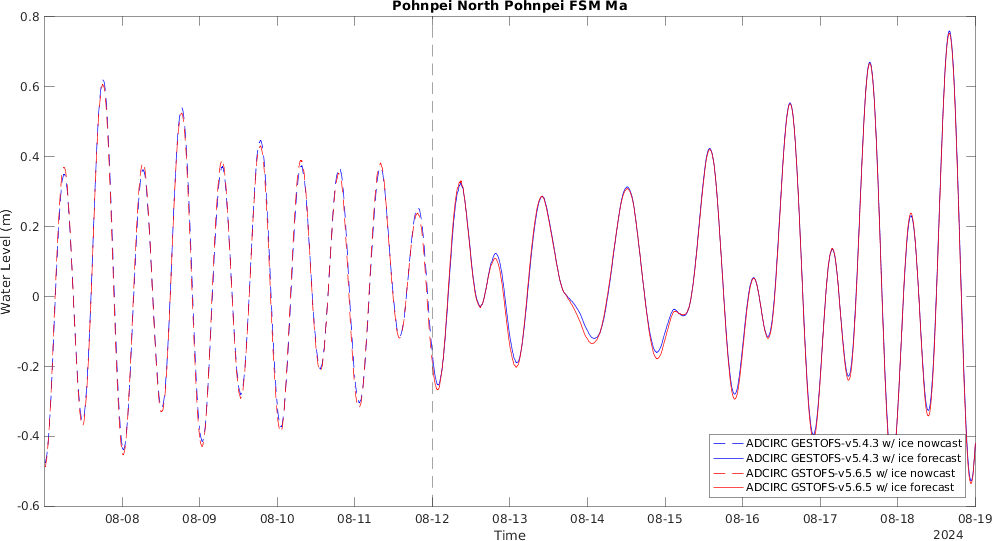 Pohnpei North Pohnpei FSM Ma
0.8
0.6
0.4
0.2
0
-0.2
-0.4
-0.6
Water Level (m)
ADCIRC GESTOFS-v5.4.3 w/ ice nowcast
ADCIRC GESTOFS-v5.4.3 w/ ice forecast
ADCIRC GSTOFS-v5.6.5 w/ ice nowcast
ADCIRC GSTOFS-v5.6.5 w/ ice forecast
08-08 08-09 08-10 08-11 08-12 08-13 08-14 08-15 08-16 08-17 08-18 08-19
Time
2024